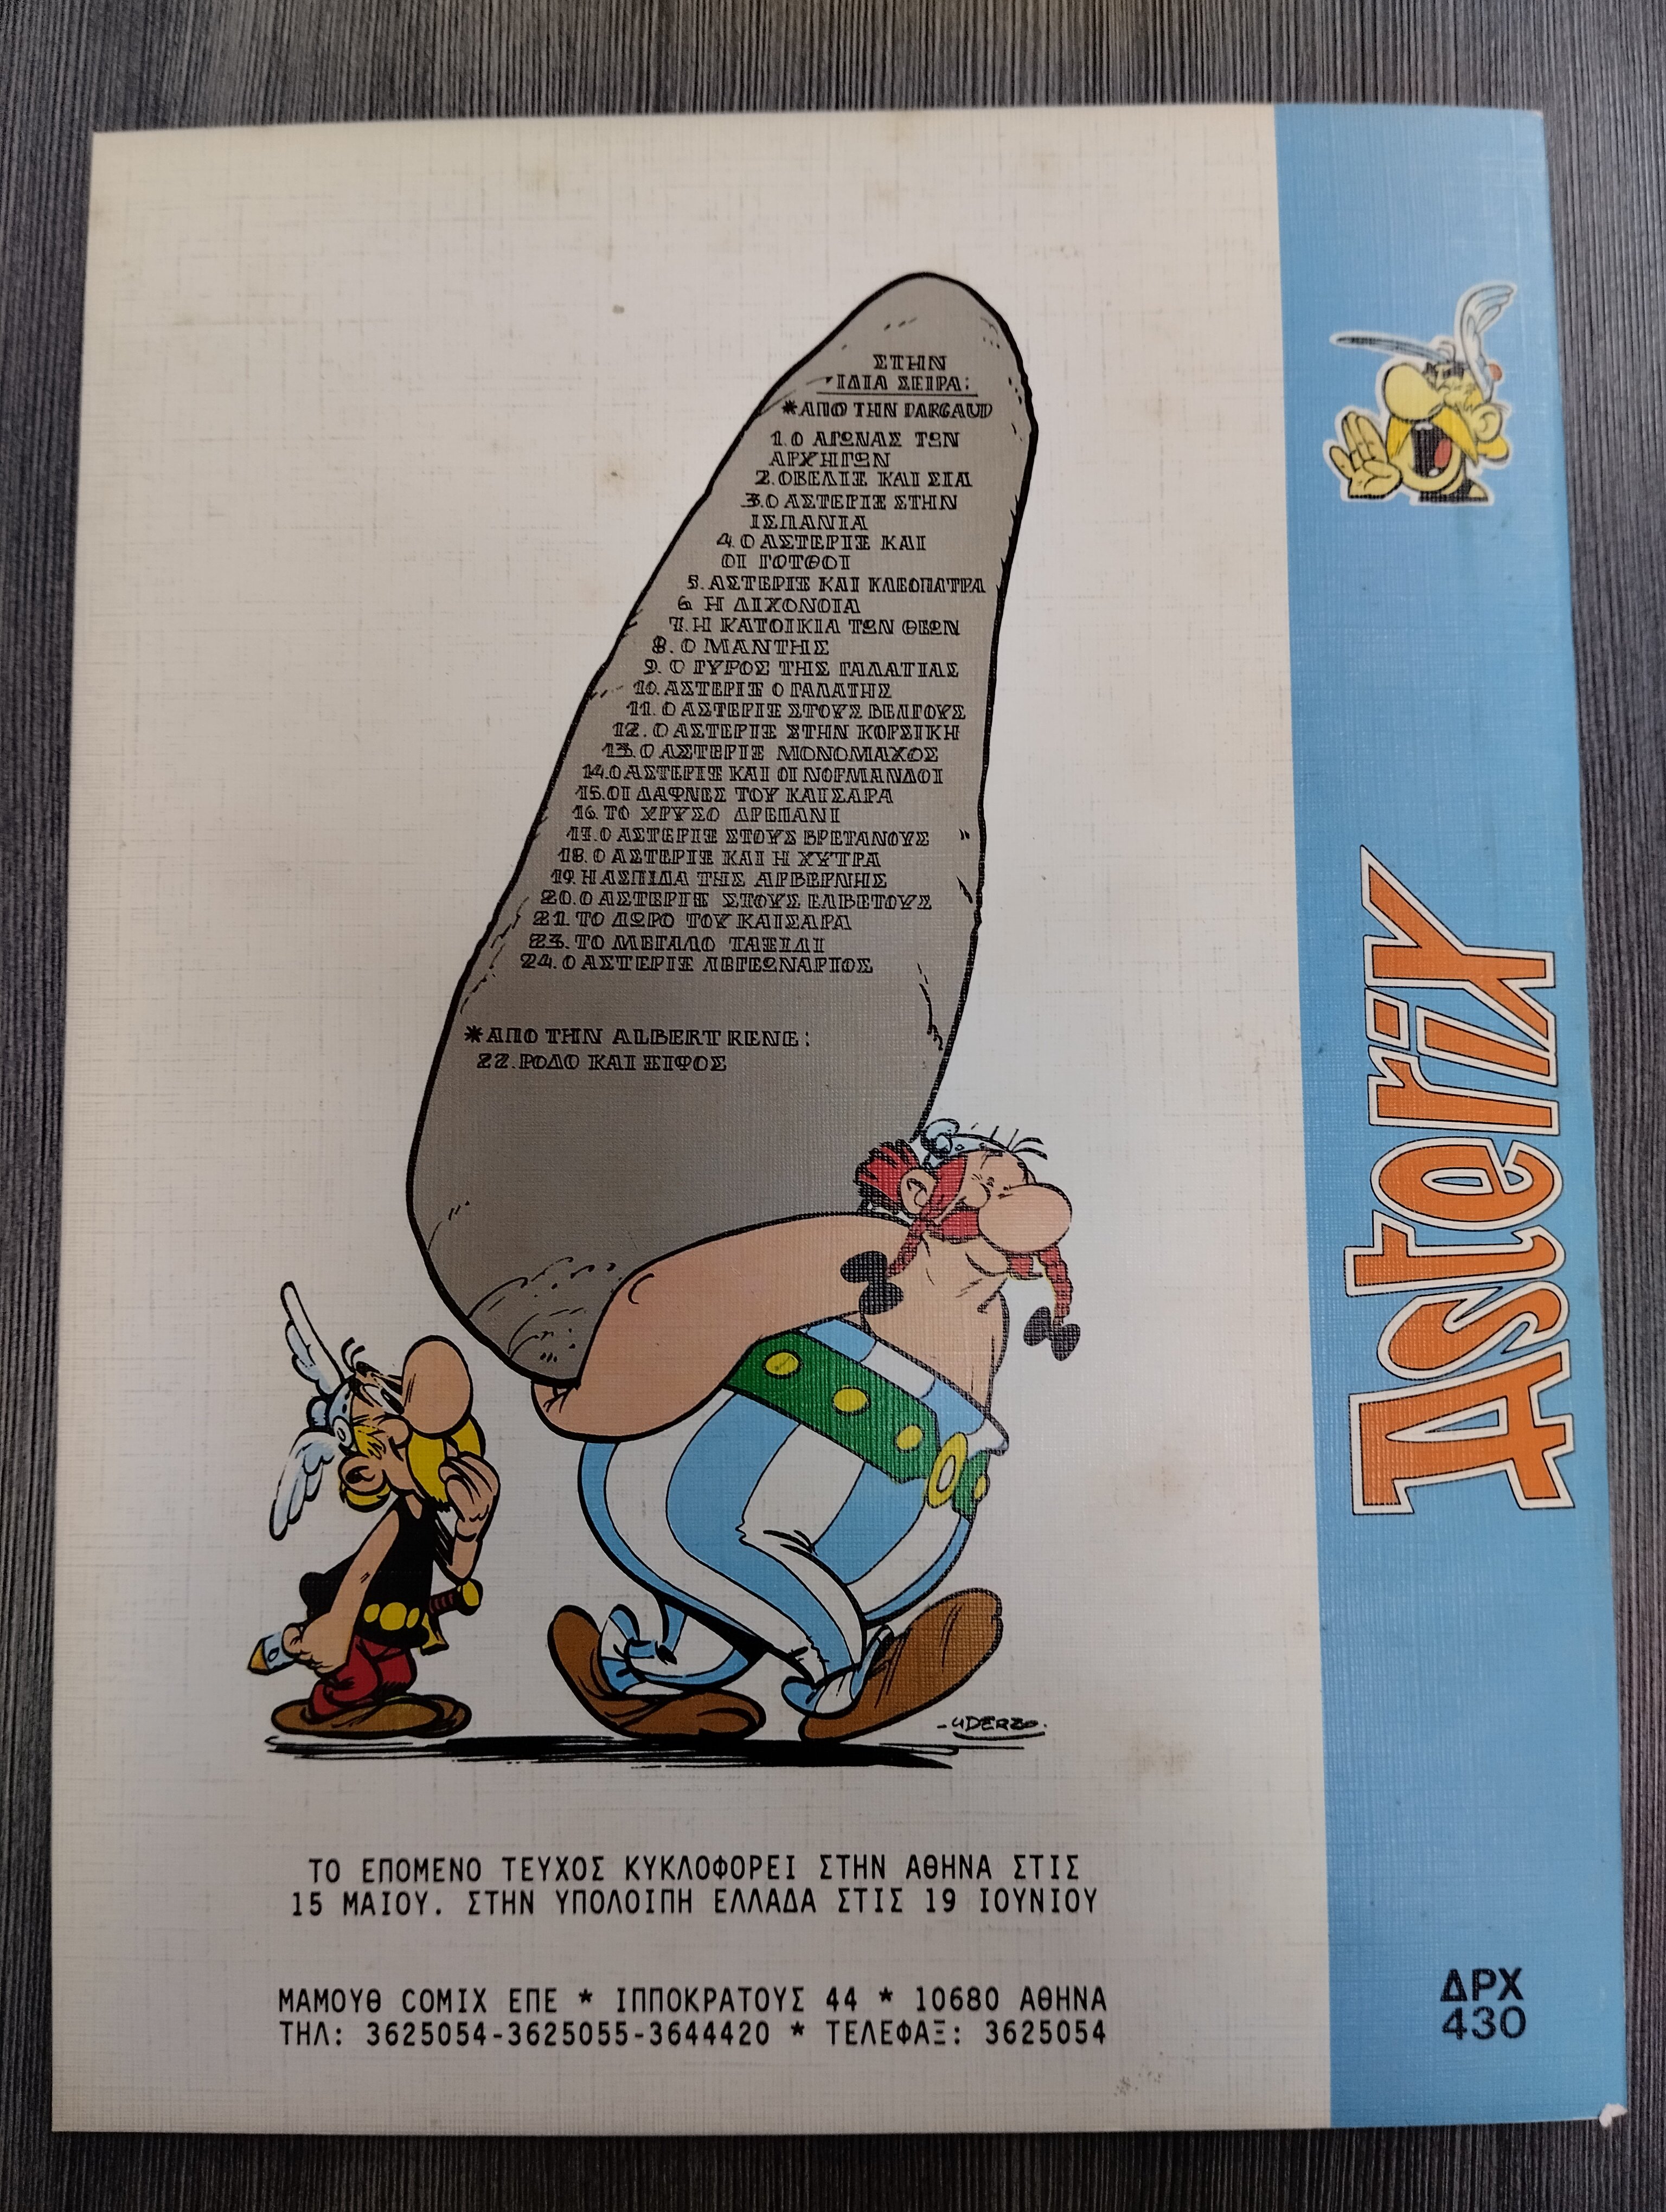 ΣΤΗΝ
ΙΔΙΑ ΣΕΙΡΑ:
*ΑΠΟ ΤΗΝ DARGAUD
1. Ο ΑΓΩΝΑΣ ΤΩΝ
ΑΡΧΗΓΩΝ
2. ΟΒΕΛΙΞ ΚΑΙ ΣΙΑ
3. Ο ΑΣΤΕΡΙΞ ΣΤΗΝ
ΙΣΠΑΝΙΑ
4. Ο ΑΣΤΕΡΙΞ ΚΑΙ
ΟΙ ΓΟΤΘΟΙ
5. ΑΣΤΕΡΙΞ ΚΑΙ ΚΛΕΟΠΑΤΡΑ
6. Η ΔΙΧΟΝΟΙΑ
7. Η ΚΑΤΟΙΚΙΑ ΤΩΝ ΘΕΩΝ
8. Ο ΜΑΝΤΗΣ
9. Ο ΓΥΡΟΣ ΤΗΣ ΓΑΛΑΤΙΑΣ
10. ΑΣΤΕΡΙΞ Ο ΓΑΛΑΤΗΣ
11. Ο ΑΣΤΕΡΙΞ ΣΤΟΥΣ ΒΕΛΓΟΥΣ
12. Ο ΑΣΤΕΡΙΞ ΣΤΗΝ ΚΟΡΣΙΚΗ
13. Ο ΑΣΤΕΡΙΞ ΜΟΝΟΜΑΧΟΣ
14. Ο ΑΣΤΕΡΙΞ ΚΑΙ ΟΙ ΝΟΡΜΑΝΔΟΙ
15. ΟΙ ΔΑΦΝΕΣ ΤΟΥ ΚΑΙΣΑΡΑ
16. ΤΟ ΧΡΥΣΟ ΔΡΕΠΑΝΙ
17. Ο ΑΣΤΕΡΙΞ ΣΤΟΥΣ ΒΡΕΤΑΝΟΥΣ
18. Ο ΑΣΤΕΡΙΞ ΚΑΙ Η ΧΥΤΡΑ
19. Η ΑΣΠΙΔΑ ΤΗΣ ΑΡΒΕΡΝΗΣ
20. Ο ΑΣΤΕΡΙΞ ΣΤΟΥΣ ΕΛΒΕΤΟΥΣ
21. ΤΟ ΔΩΡΟ ΤΟΥ ΚΑΙΣΑΡΑ
23. ΤΟ ΜΕΓΑΛΟ ΤΑΞΙΔΙ
24. Ο ΑΣΤΕΡΙΞ ΛΕΓΕΩΝΑΡΙΟΣ
*ΑΠΟ ΤΗΝ ALBERT RENE:
22. ΡΟΔΟ ΚΑΙ ΞΙΦΟΣ
-UDERZO.
ΤΟ ΕΠΟΜΕΝΟ ΤΕΥΧΟΣ ΚΥΚΛΟΦΟΡΕΙ ΣΤΗΝ ΑΘΗΝΑ ΣΤΙΣ
15 ΜΑΙΟΥ. ΣΤΗΝ ΥΠΟΛΟΙΠΗ ΕΛΛΑΔΑ ΣΤΙΣ 19 ΙΟΥΝΙΟΥ
ΜΑΜΟΥΘ COMIX ΕΠΕ * ΙΠΠΟΚΡΑΤΟΥΣ 44 * 10680 ΑΘΗΝΑ
ΤΗΛ: 3625054-3625055-3644420 * ΤΕΛΕΦΑΞ: 3625054
Asterix
ΔΡΧ
430